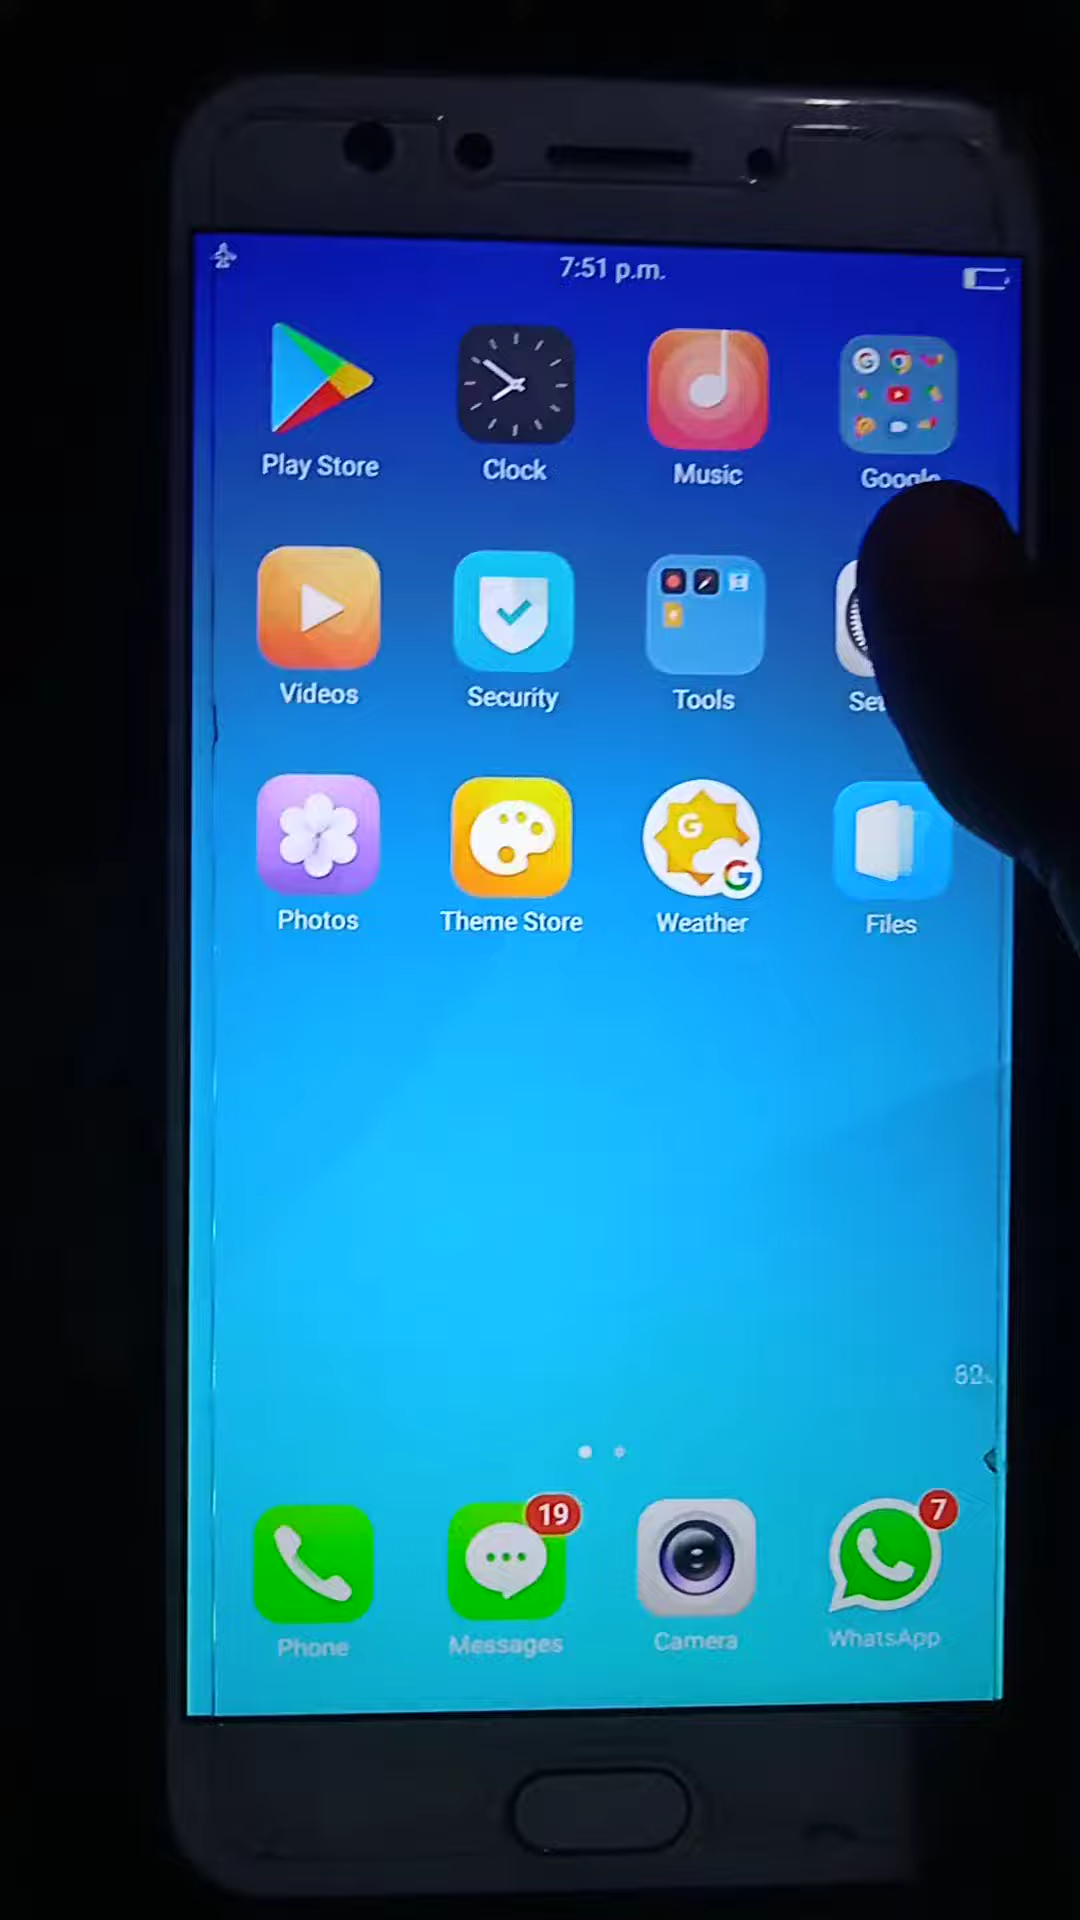 7:51 p.m.
Play Store
Clock
Music
Google
Videos
Security
Tools
Photos
Theme Store
Weather
Files
19
7
Phone
Messages
Camera
WhatsApp